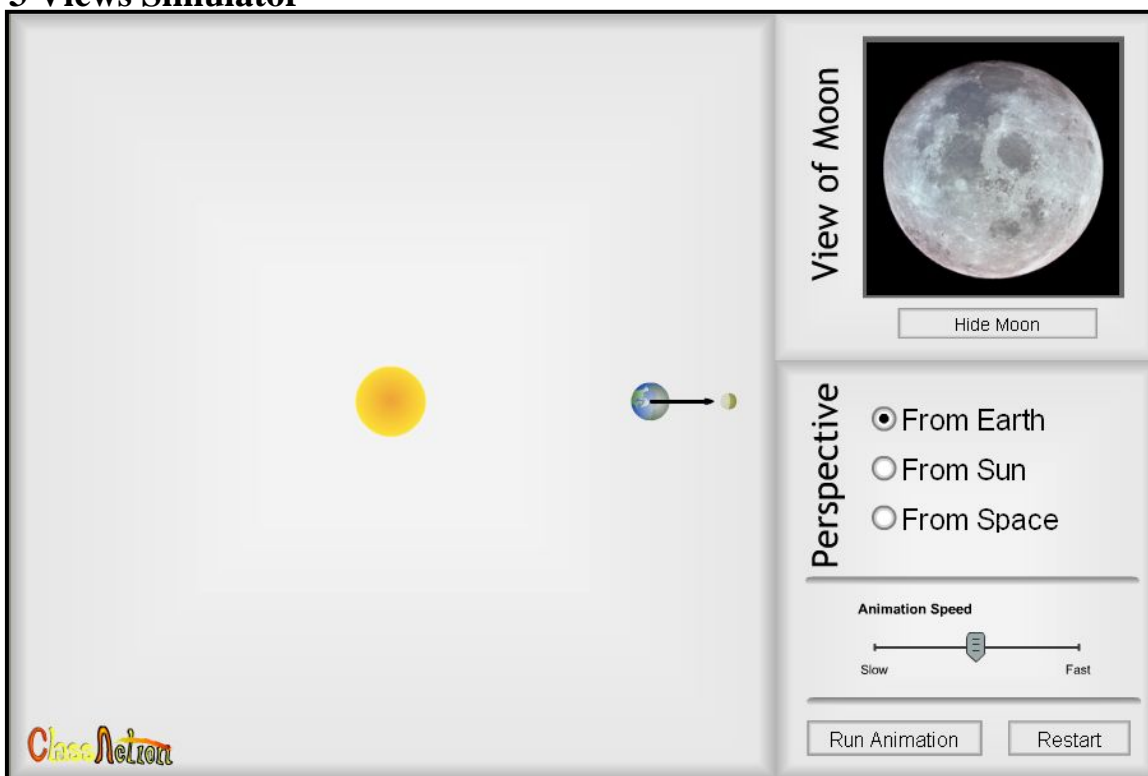 3 Views Simulator
View of Moon
Hide Moon
Perspective
From Earth
From Sun
From Space
Animation Speed
Slow Fast
Run Animation Restart
ClassAction